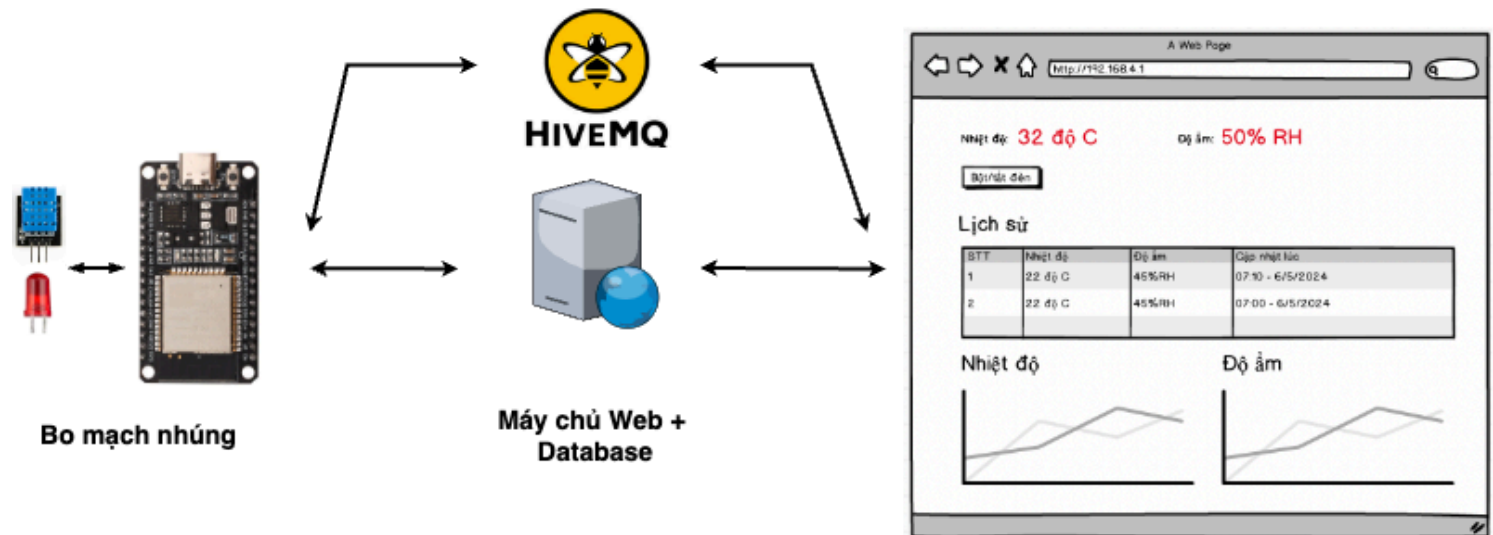 HIVEMQ
Bo mạch nhúng
Máy chủ Web +
Database
A Web Page
http://192.168.4.1
Nhiệt độ: 32 độ C
Độ ẩm: 50% RH
Bật/tắt đèn
Lịch sử
STT Nhiệt độ Độ ẩm Cập nhật lúc
1 22 độ C 45%RH 07:10 - 6/5/2024
2 22 độ C 45%RH 07:00 - 6/5/2024
Nhiệt độ
Độ ẩm